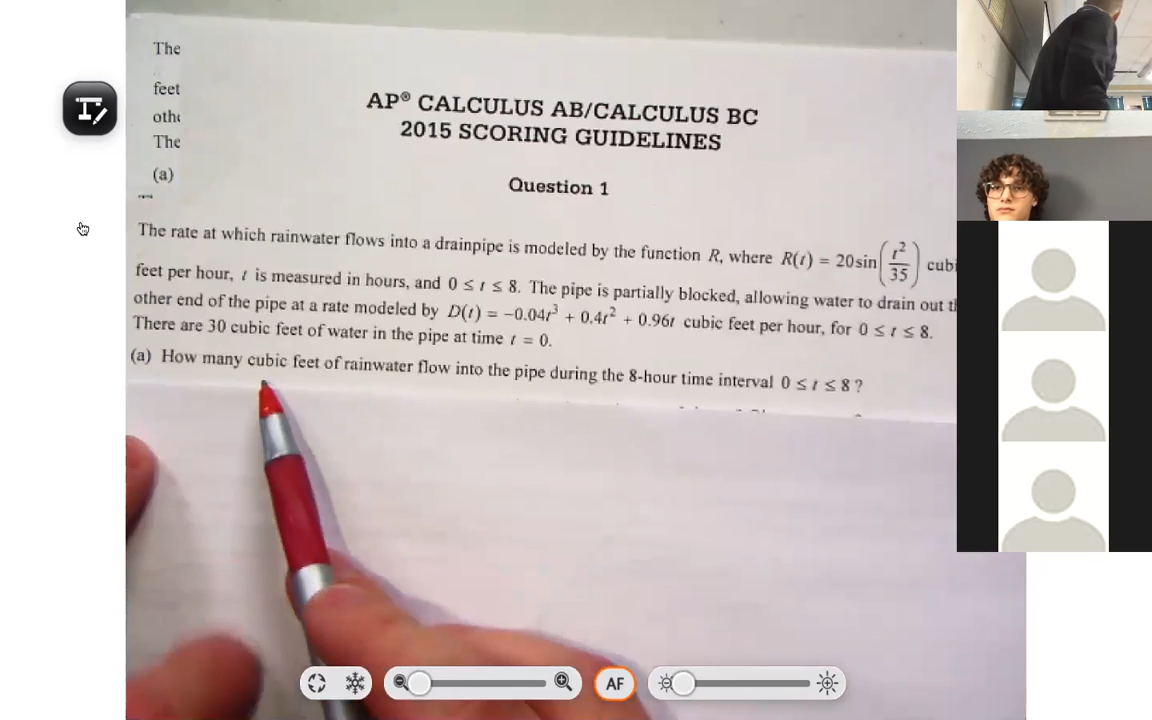 The
feet
othe
The
(a)
AP® CALCULUS AB/CALCULUS BC
2015 SCORING GUIDELINES
Question 1
The rate at which rainwater flows into a drainpipe is modeled by the function R, where R(t) = 20sin(t²/35) cubi
feet per hour, t is measured in hours, and 0 ≤ t ≤ 8. The pipe is partially blocked, allowing water to drain out th
other end of the pipe at a rate modeled by D(t) = −0.04t³ + 0.4t² + 0.96t cubic feet per hour, for 0 ≤ t ≤ 8.
There are 30 cubic feet of water in the pipe at time t = 0.
(a) How many cubic feet of rainwater flow into the pipe during the 8-hour time interval 0 ≤ t ≤ 8 ?
AF